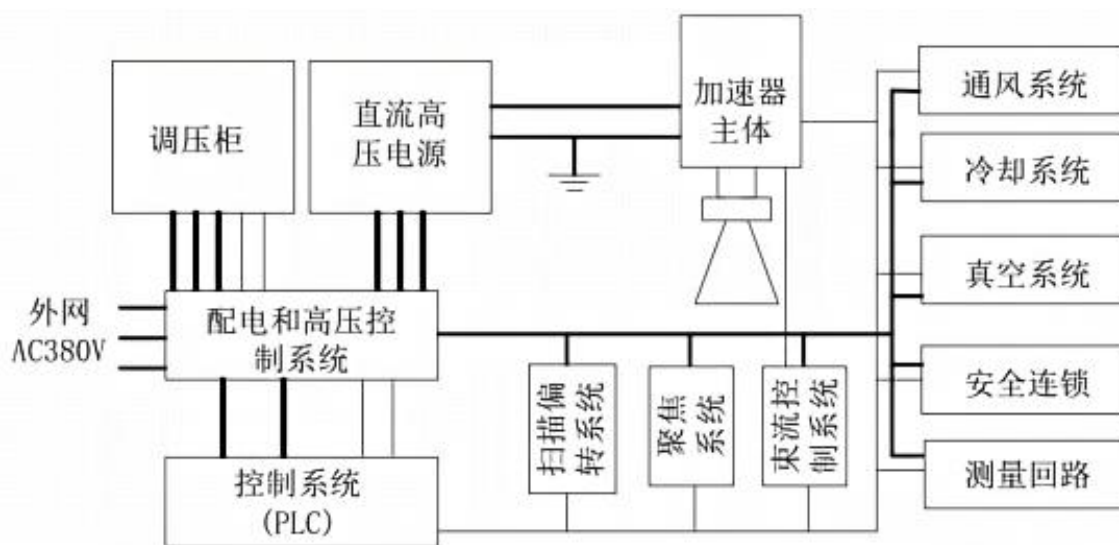 调压柜
直流高
压电源
加速器
主体
通风系统
冷却系统
真空系统
安全连锁
测量回路
外网
AC380V
配电和高压控
制系统
扫描偏
转系统
聚焦
系统
束流控
制系统
控制系统
(PLC)